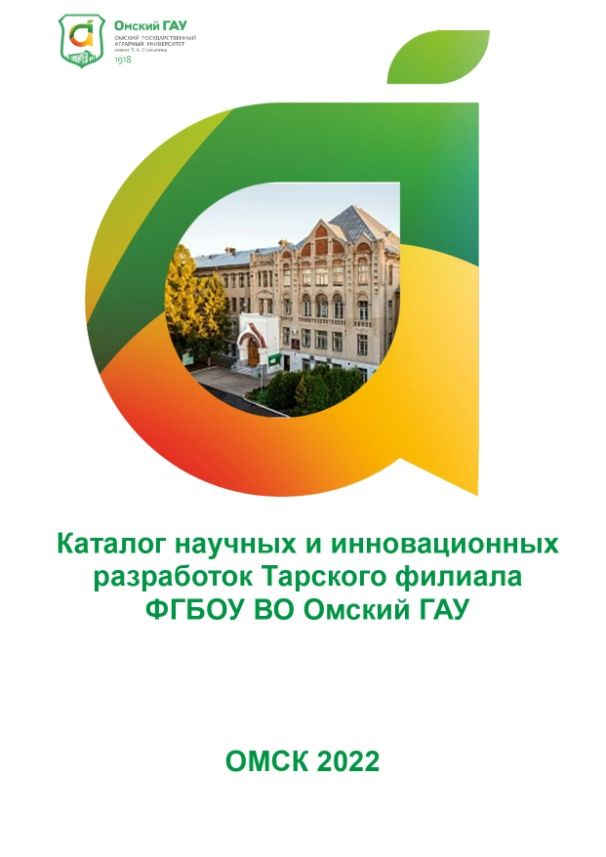 Омский ГАУ
ОМСКИЙ ГОСУДАРСТВЕННЫЙ
АГРАРНЫЙ УНИВЕРСИТЕТ
имени П. А. Столыпина
1918
Каталог научных и инновационных
разработок Тарского филиала
ФГБОУ ВО Омский ГАУ
ОМСК 2022